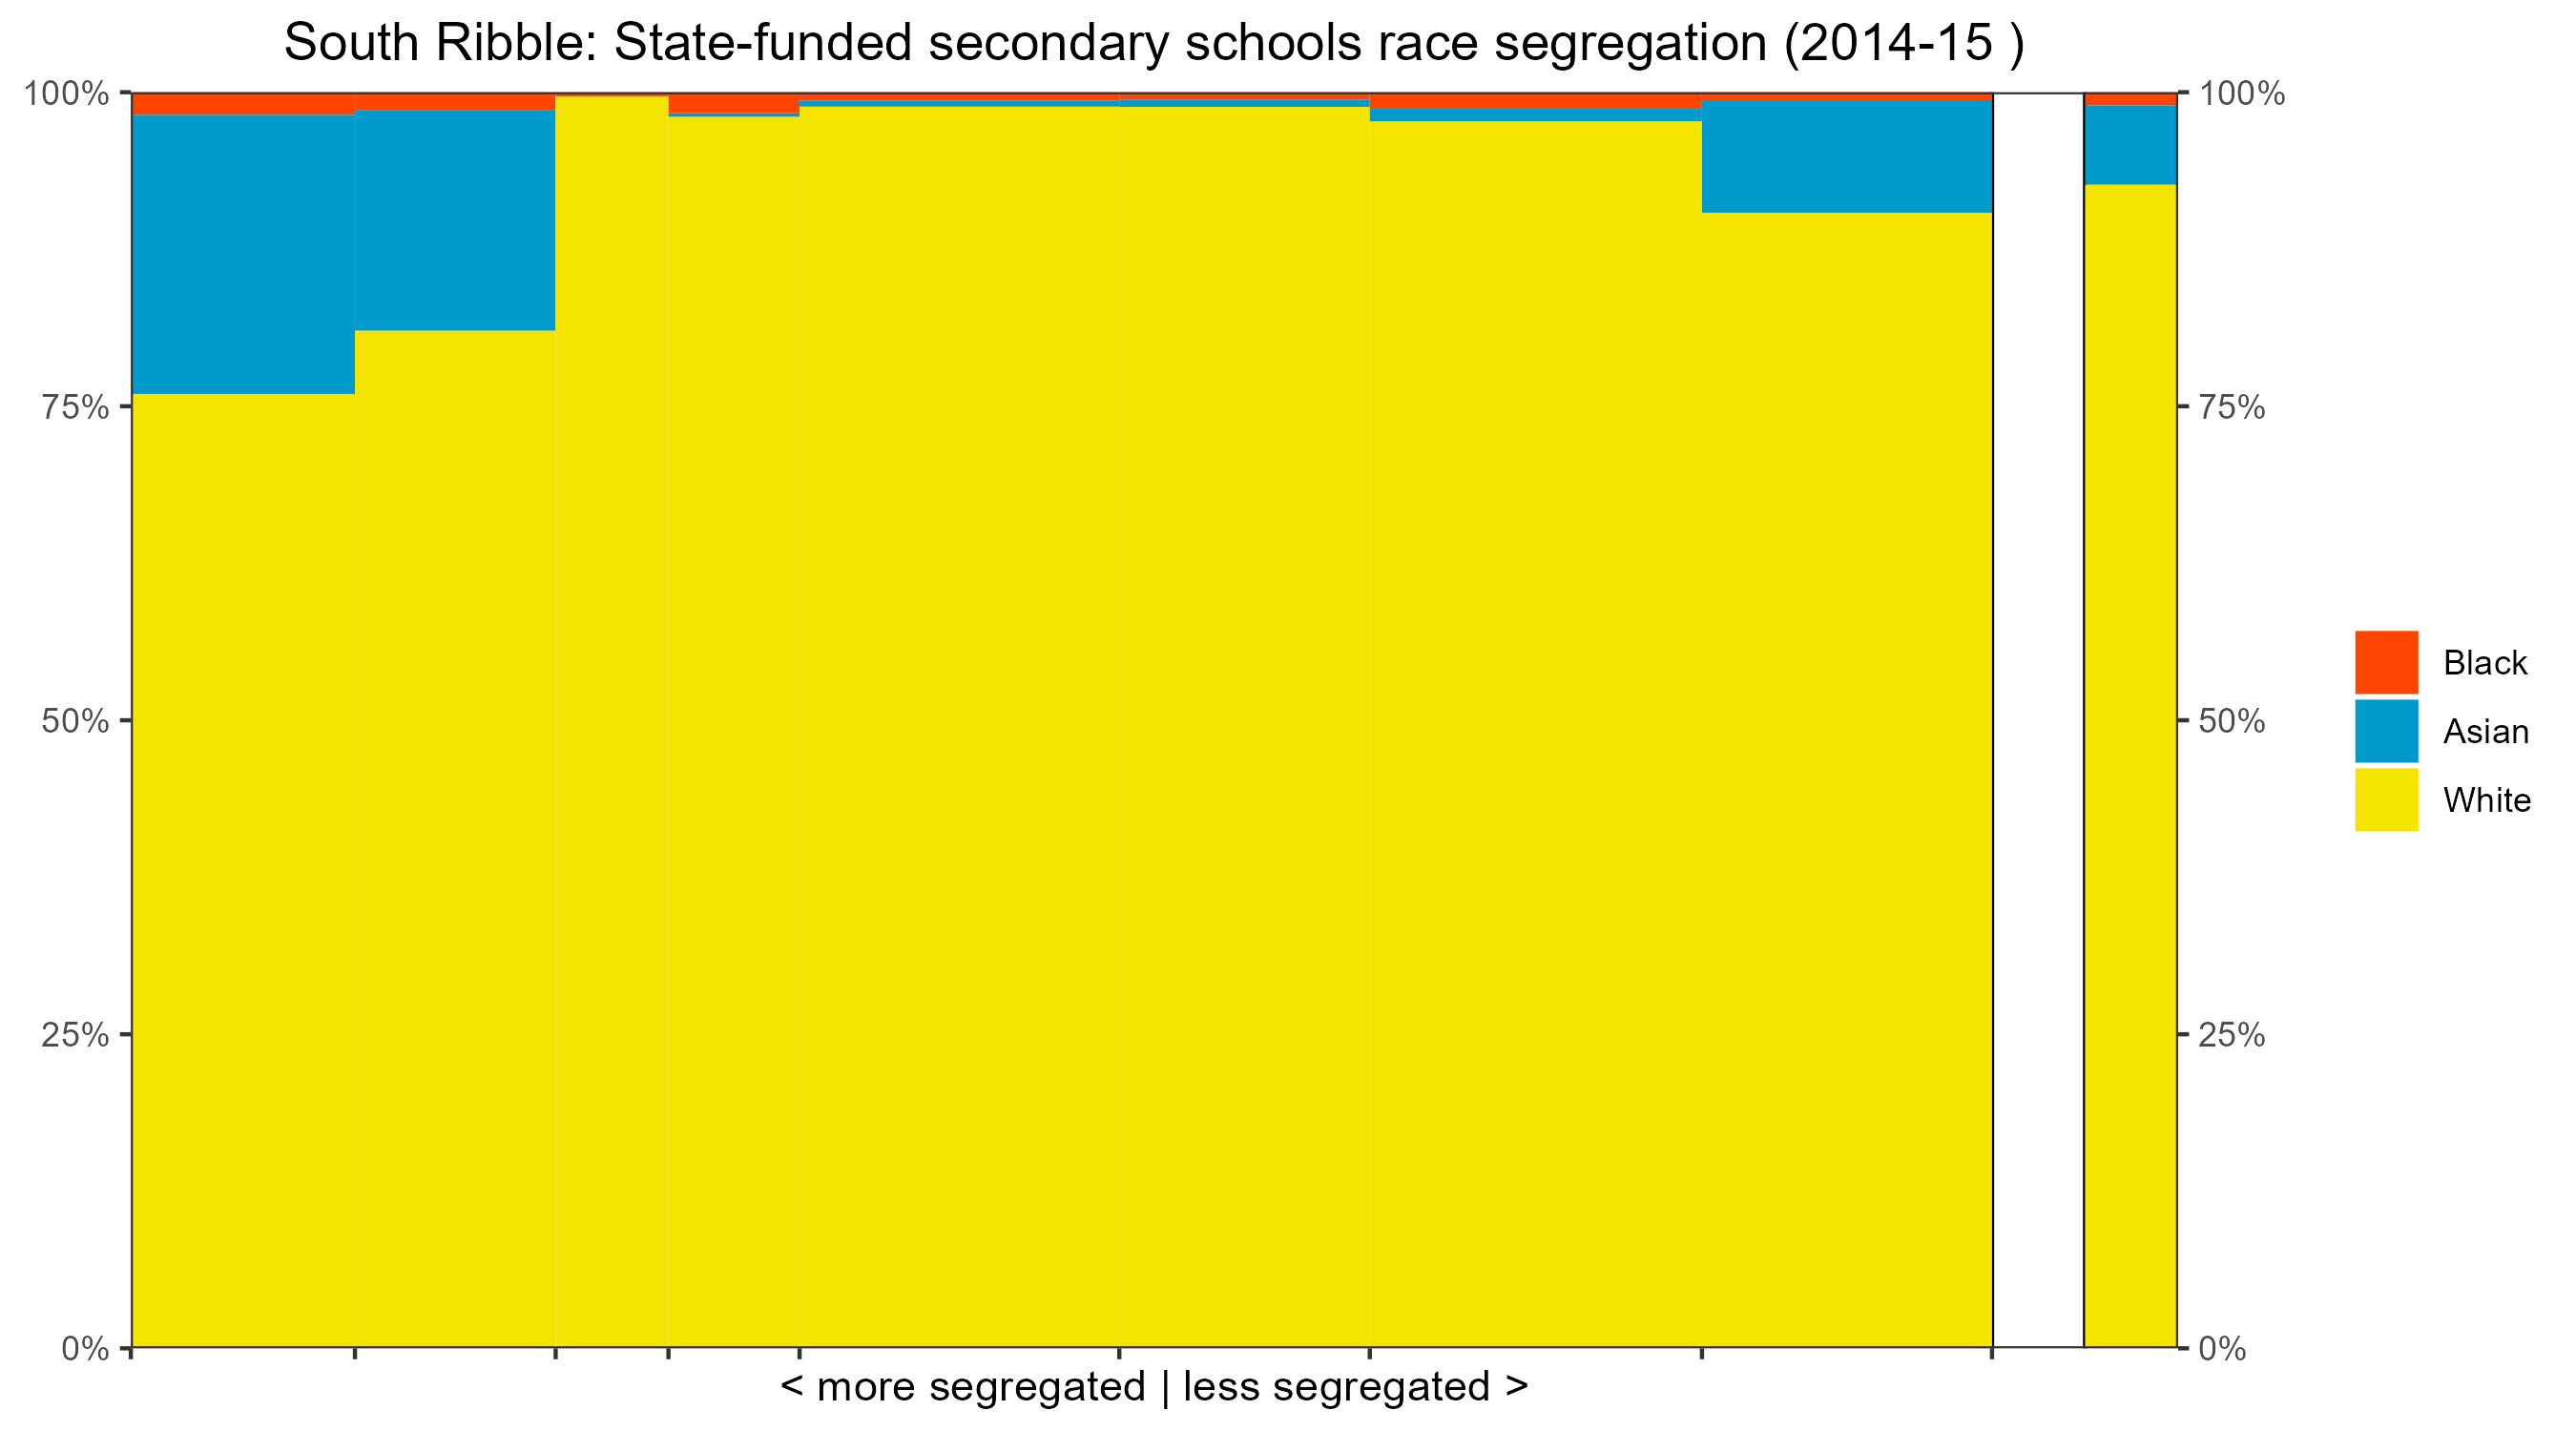 South Ribble: State-funded secondary schools race segregation (2014-15 )
100%
75%
50%
25%
0%
100%
75%
50%
25%
0%
Black
Asian
White
< more segregated | less segregated >